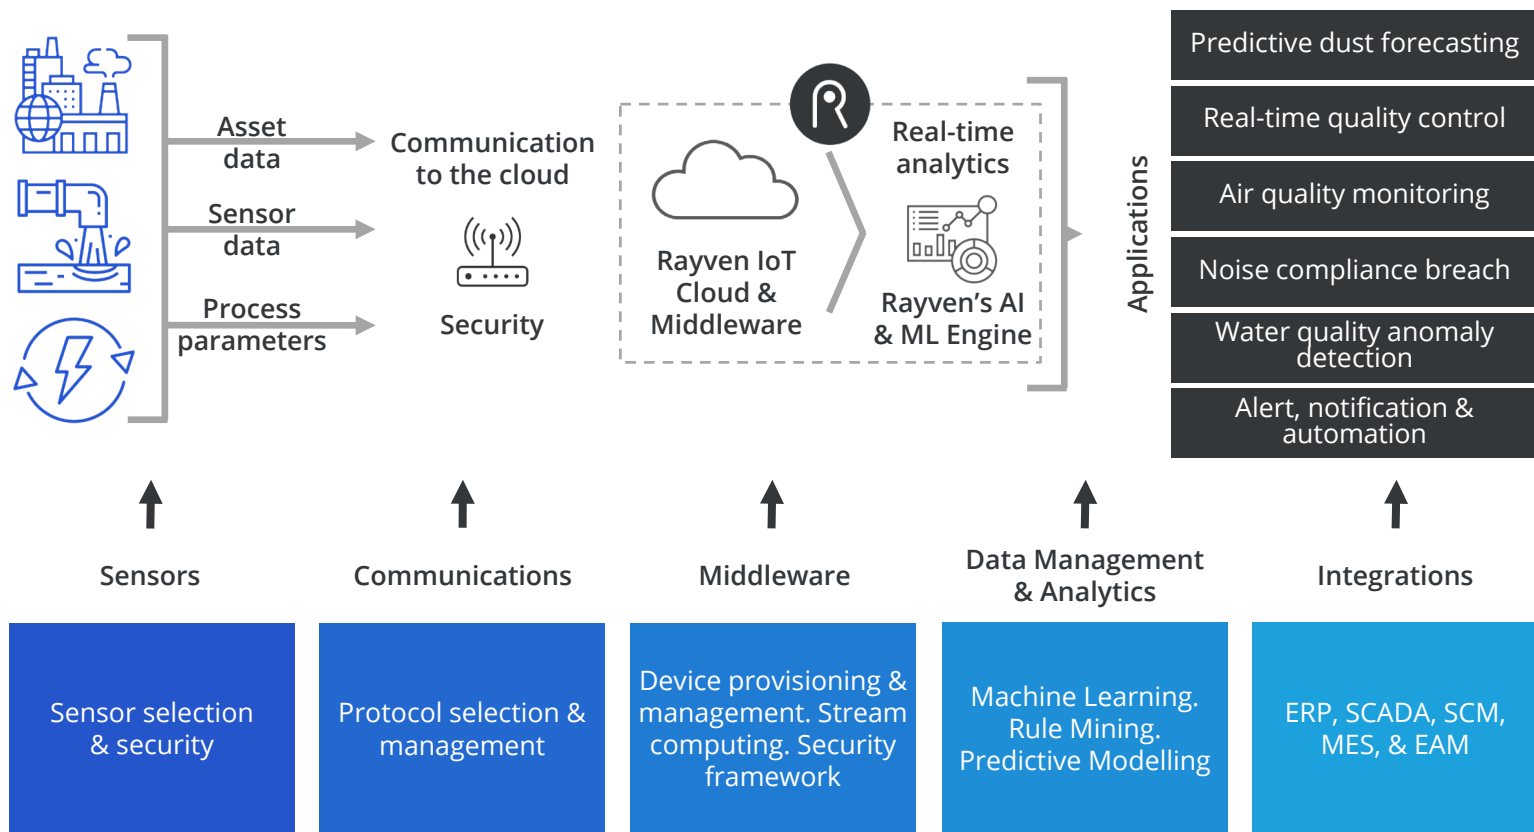 Asset
data
Sensor
data
Process
parameters
Communication
to the cloud
Security
Rayven IoT
Cloud &
Middleware
Real-time
analytics
Rayven’s AI
& ML Engine
Applications
Predictive dust forecasting
Real-time quality control
Air quality monitoring
Noise compliance breach
Water quality anomaly
detection
Alert, notification &
automation
Sensors
Communications
Middleware
Data Management
& Analytics
Integrations
Sensor selection
& security
Protocol selection &
management
Device provisioning &
management. Stream
computing. Security
framework
Machine Learning.
Rule Mining.
Predictive Modelling
ERP, SCADA, SCM,
MES, & EAM